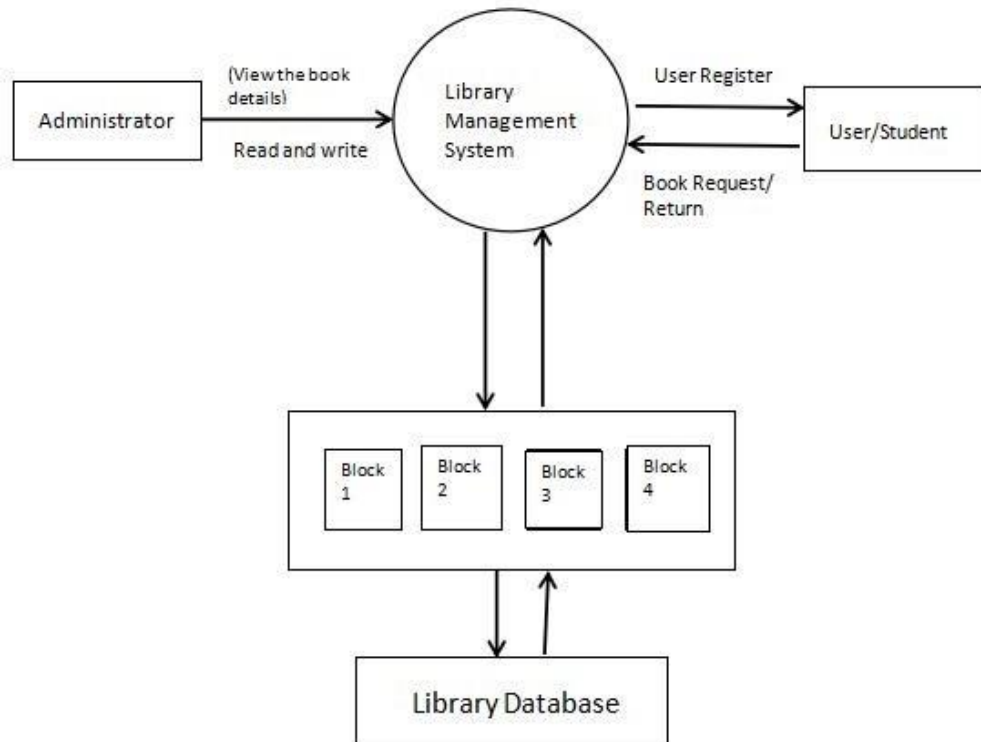 (View the book
details)
Administrator
Read and write
Library
Management
System
User Register
User/Student
Book Request/
Return
Block
1
Block
2
Block
3
Block
4
Library Database